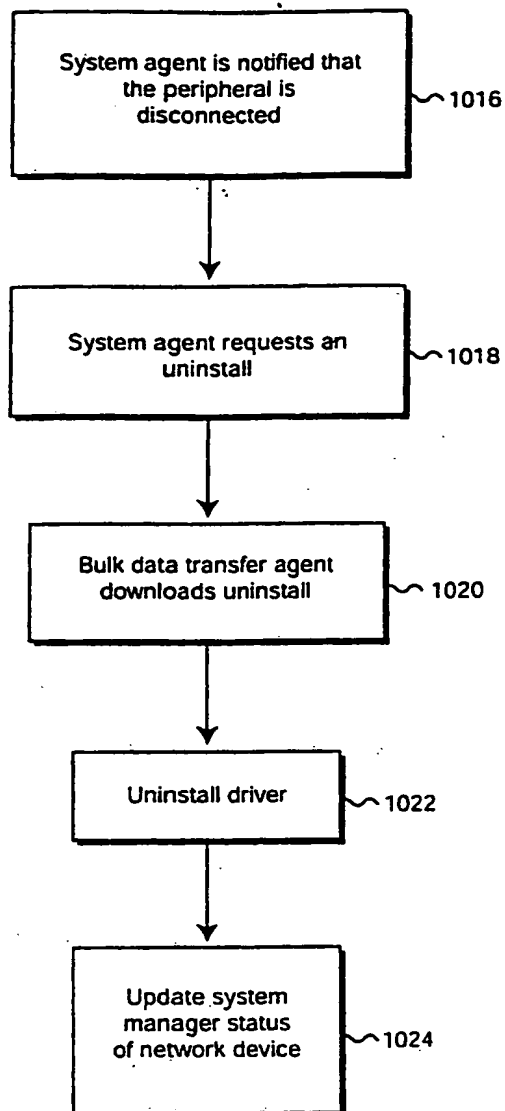 System agent is notified that
the peripheral is
disconnected
1016
System agent requests an
uninstall
1018
Bulk data transfer agent
downloads uninstall
1020
Uninstall driver
1022
Update system
manager status
of network device
1024